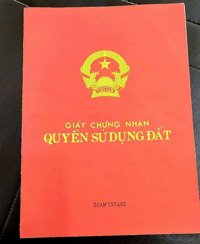 GIẤY CHỨNG NHẬN
QUYỀN SỬ DỤNG ĐẤT